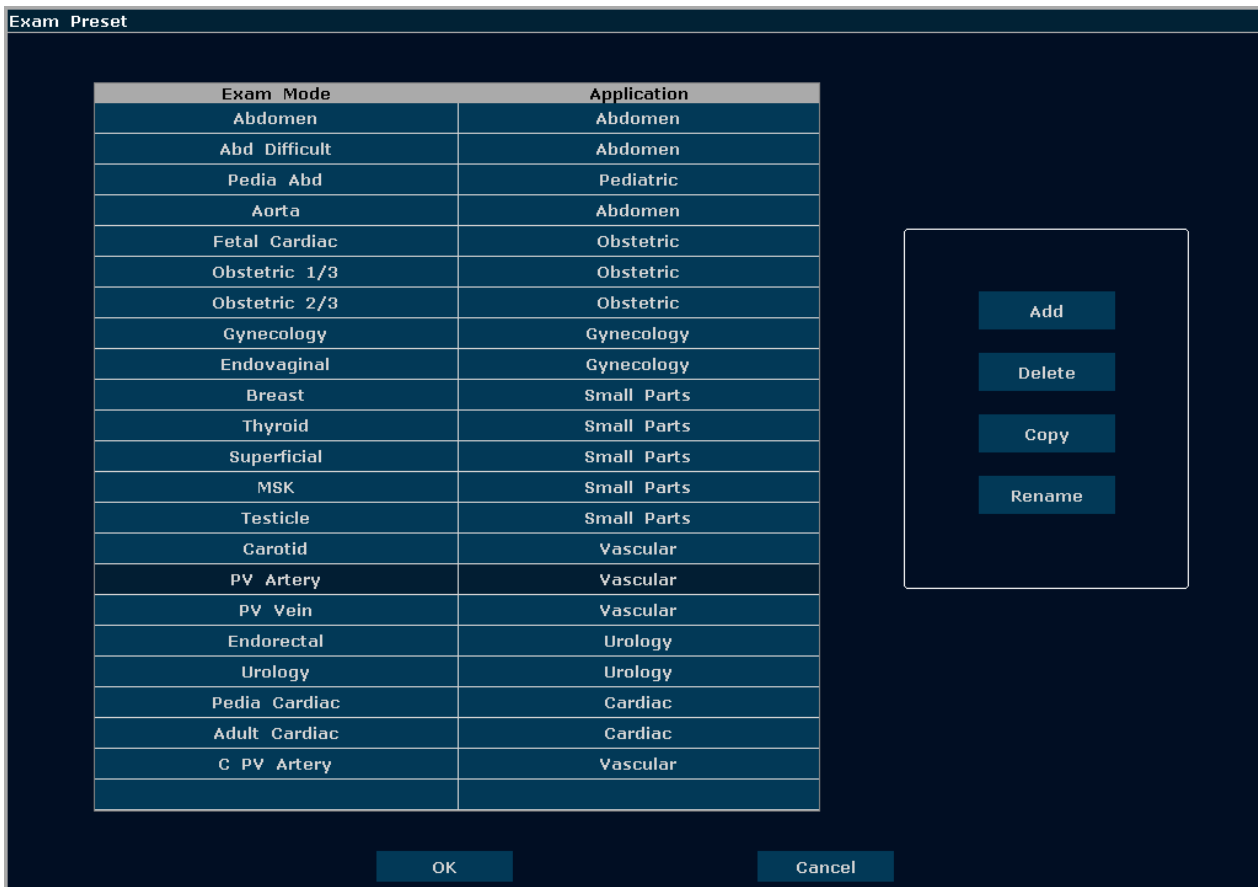 Exam Preset
Exam Mode Application
Abdomen Abdomen
Abd Difficult Abdomen
Pedia Abd Pediatric
Aorta Abdomen
Fetal Cardiac Obstetric
Obstetric 1/3 Obstetric
Obstetric 2/3 Obstetric
Gynecology Gynecology
Endovaginal Gynecology
Breast Small Parts
Thyroid Small Parts
Superficial Small Parts
MSK Small Parts
Testicle Small Parts
Carotid Vascular
PV Artery Vascular
PV Vein Vascular
Endorectal Urology
Urology Urology
Pedia Cardiac Cardiac
Adult Cardiac Cardiac
C PV Artery Vascular
Add
Delete
Copy
Rename
OK Cancel